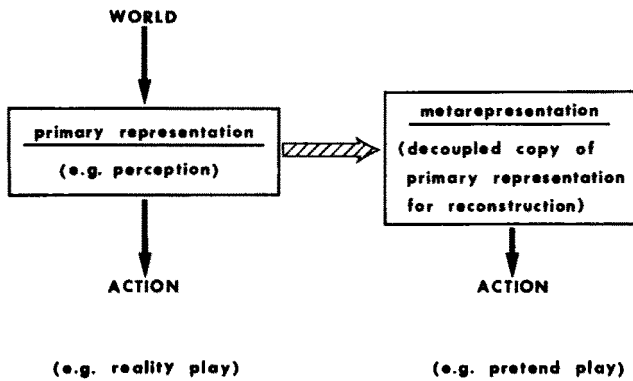 WORLD
primary representation
(e.g. perception)
metarepresentation
(decoupled copy of
primary representation
for reconstruction)
ACTION
ACTION
(e.g. reality play)
(e.g. pretend play)